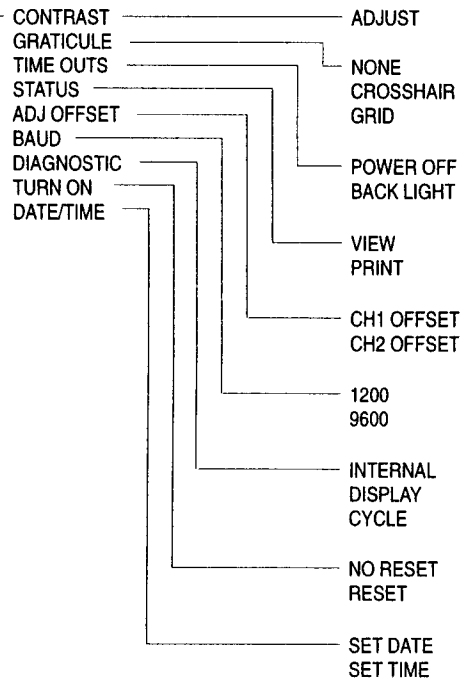 CONTRAST
GRATICULE
TIME OUTS
STATUS
ADJ OFFSET
BAUD
DIAGNOSTIC
TURN ON
DATE/TIME
ADJUST
NONE
CROSSHAIR
GRID
POWER OFF
BACK LIGHT
VIEW
PRINT
CH1 OFFSET
CH2 OFFSET
1200
9600
INTERNAL
DISPLAY
CYCLE
NO RESET
RESET
SET DATE
SET TIME